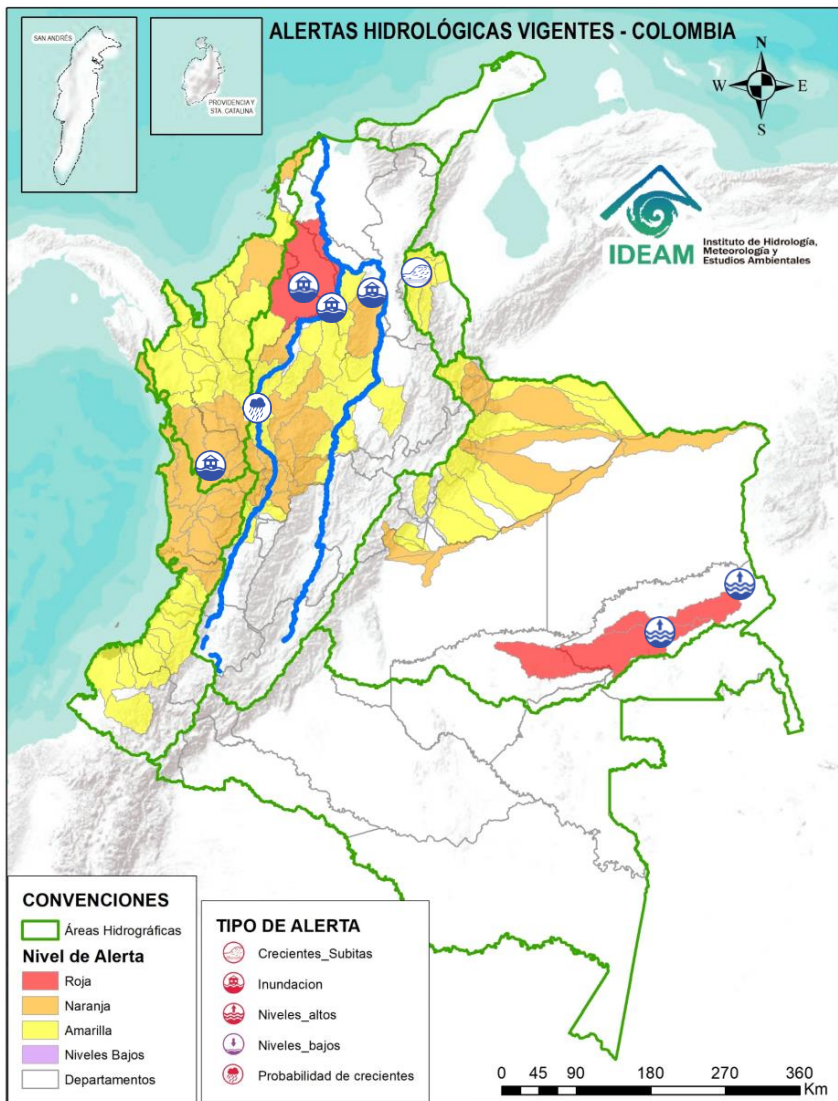 ALERTAS HIDROLÓGICAS VIGENTES - COLOMBIA
SAN ANDRÉS
PROVIDENCIA Y
STA. CATALINA
N
W
E
S
IDEAM
Instituto de Hidrología,
Meteorología y
Estudios Ambientales
CONVENCIONES
Áreas Hidrográficas
Nivel de Alerta
Roja
Naranja
Amarilla
Niveles Bajos
Departamentos
TIPO DE ALERTA
Crecientes_Subitas
Inundacion
Niveles_altos
Niveles_bajos
Probabilidad de crecientes
0 45 90 180 270 360
Km